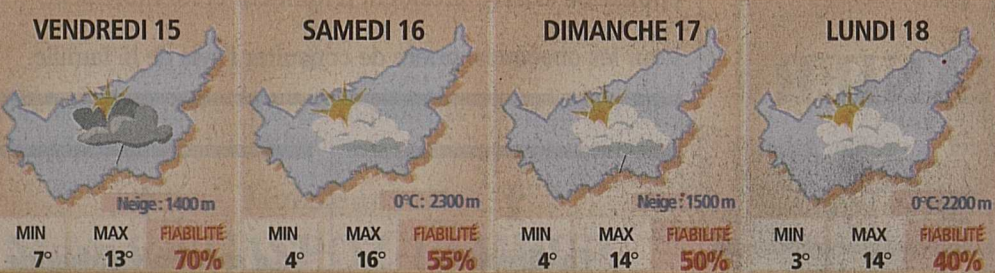 VENDREDI 15
Neige: 1400 m
MIN MAX FIABILITÉ
7° 13° 70%
SAMEDI 16
0°C: 2300 m
MIN MAX FIABILITÉ
4° 16° 55%
DIMANCHE 17
Neige: 1500 m
MIN MAX FIABILITÉ
4° 14° 50%
LUNDI 18
0°C: 2200 m
MIN MAX FIABILITÉ
3° 14° 40%